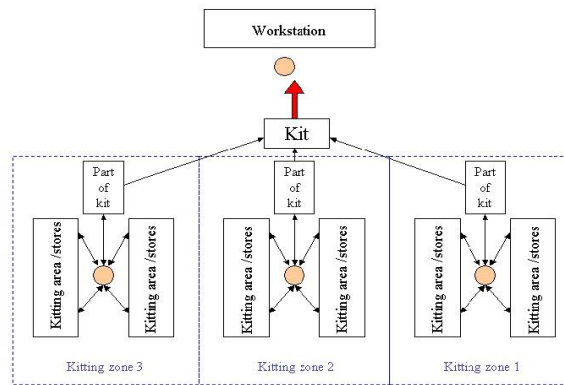 Workstation
Kit
Part
of
kit
Part
of
kit
Part
of
kit
Kitting area /stores
Kitting area /stores
Kitting area /stores
Kitting area /stores
Kitting area /stores
Kitting area /stores
Kitting zone 3
Kitting zone 2
Kitting zone 1